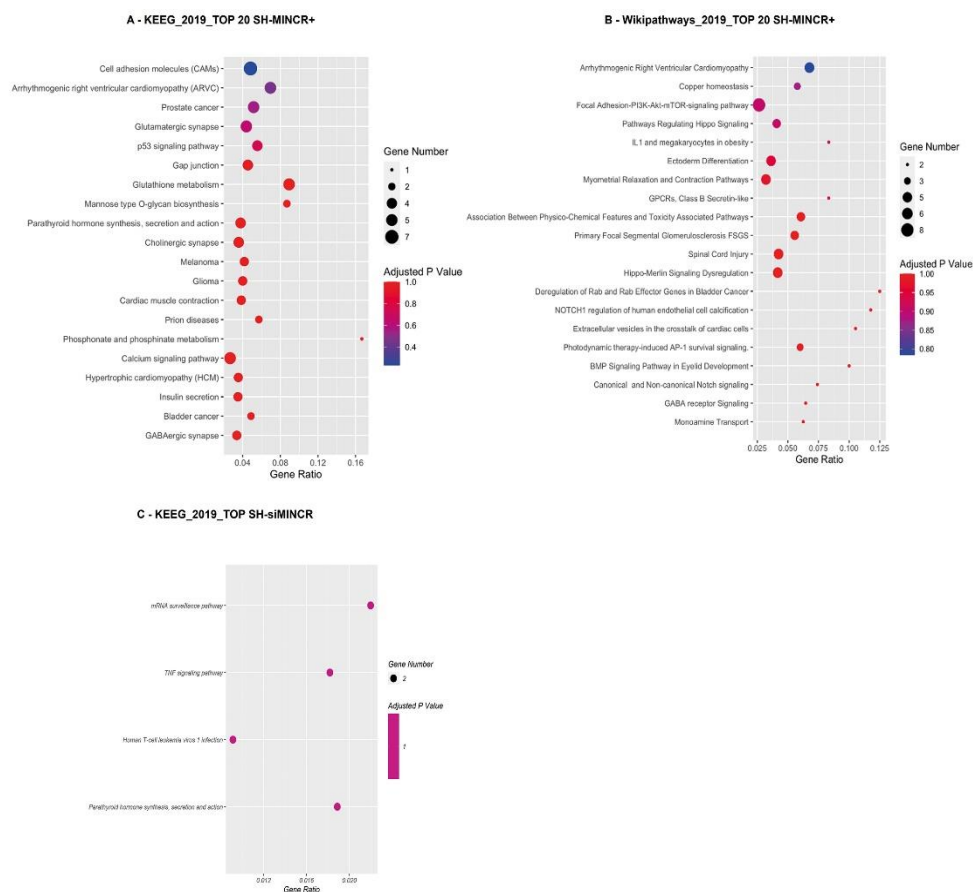 A - KEEG_2019_TOP 20 SH-MINCR+
Cell adhesion molecules (CAMs)
Arrhythmogenic right ventricular cardiomyopathy (ARVC)
Prostate cancer
Glutamatergic synapse
p53 signaling pathway
Gap junction
Glutathione metabolism
Mannose type O-glycan biosynthesis
Parathyroid hormone synthesis, secretion and action
Cholinergic synapse
Melanoma
Glioma
Cardiac muscle contraction
Prion diseases
Phosphonate and phosphinate metabolism
Calcium signaling pathway
Hypertrophic cardiomyopathy (HCM)
Insulin secretion
Bladder cancer
GABAergic synapse
0.04 0.08 0.12 0.16
Gene Ratio
Gene Number
1
2
4
5
7
Adjusted P Value
1.0
0.8
0.6
0.4
B - Wikipathways_2019_TOP 20 SH-MINCR+
Arrhythmogenic Right Ventricular Cardiomyopathy
Copper homeostasis
Focal Adhesion-PI3K-Akt-mTOR-signaling pathway
Pathways Regulating Hippo Signaling
IL1 and megakaryocytes in obesity
Ectoderm Differentiation
Myometrial Relaxation and Contraction Pathways
GPCRs, Class B Secretin-like
Association Between Physico-Chemical Features and Toxicity Associated Pathways
Primary Focal Segmental Glomerulosclerosis FSGS
Spinal Cord Injury
Hippo-Merlin Signaling Dysregulation
Deregulation of Rab and Rab Effector Genes in Bladder Cancer
NOTCH1 regulation of human endothelial cell calcification
Extracellular vesicles in the crosstalk of cardiac cells
Photodynamic therapy-induced AP-1 survival signaling.
BMP Signaling Pathway in Eyelid Development
Canonical and Non-canonical Notch signaling
GABA receptor Signaling
Monoamine Transport
0.025 0.050 0.075 0.100 0.125
Gene Ratio
Gene Number
2
3
5
6
8
Adjusted P Value
1.00
0.95
0.90
0.85
0.80
C - KEEG_2019_TOP SH-siMINCR
mRNA surveillance pathway
TNF signaling pathway
Human T-cell leukemia virus 1 infection
Parathyroid hormone synthesis, secretion and action
0.012 0.016 0.020
Gene Ratio
Gene Number
2
Adjusted P Value
1